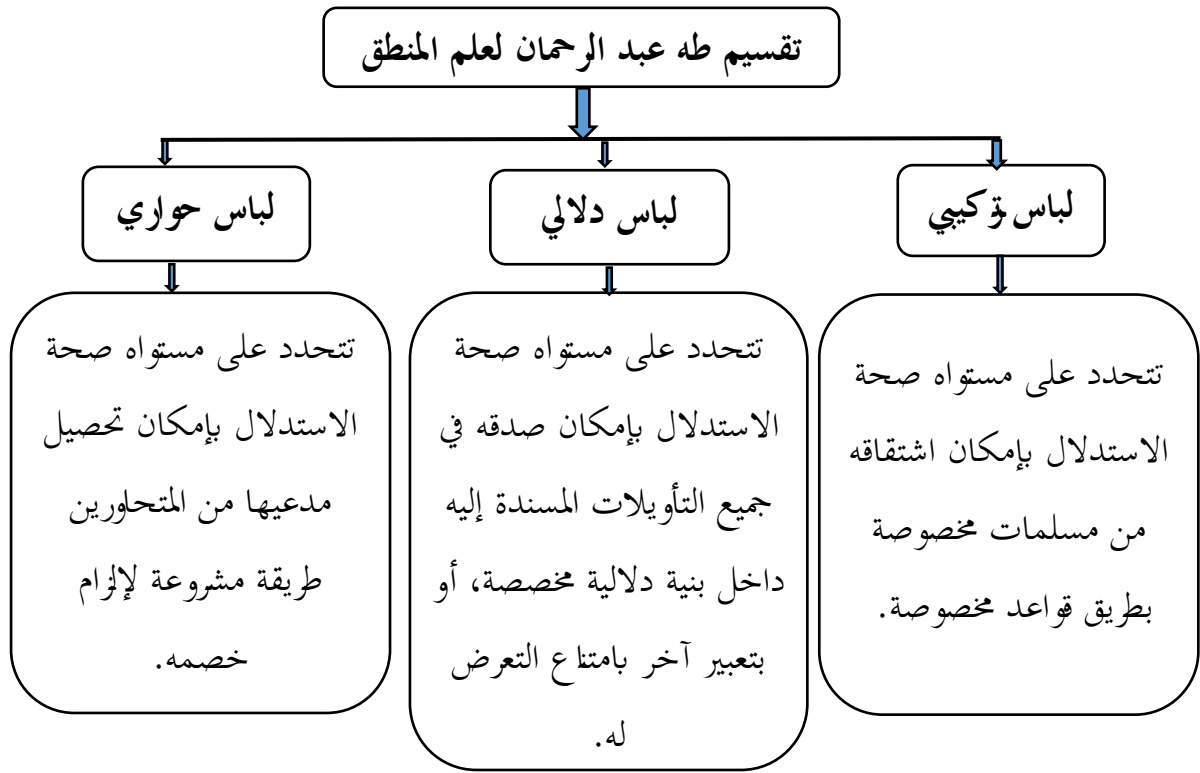 تقسيم طه عبد الرحمان لعلم المنطق
لباس تركيبي
لباس دلالي
لباس حواري
تتحدد على مستواه صحة
الاستدلال بإمكان اشتقاقه
من مسلمات مخصوصة
بطريق قواعد مخصوصة.
تتحدد على مستواه صحة
الاستدلال بإمكان صدقه في
جميع التأويلات المسندة إليه
داخل بنية دلالية مخصصة، أو
بتعبير آخر بامتناع التعرض
له.
تتحدد على مستواه صحة
الاستدلال بإمكان تحصيل
مدعيها من المتحاورين
طريقة مشروعة لإلزام
خصمه.